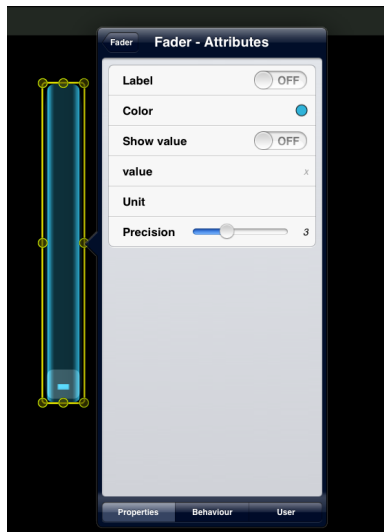 Fader
Fader - Attributes
Label OFF
Color
Show value OFF
value x
Unit
Precision 3
Properties Behaviour User